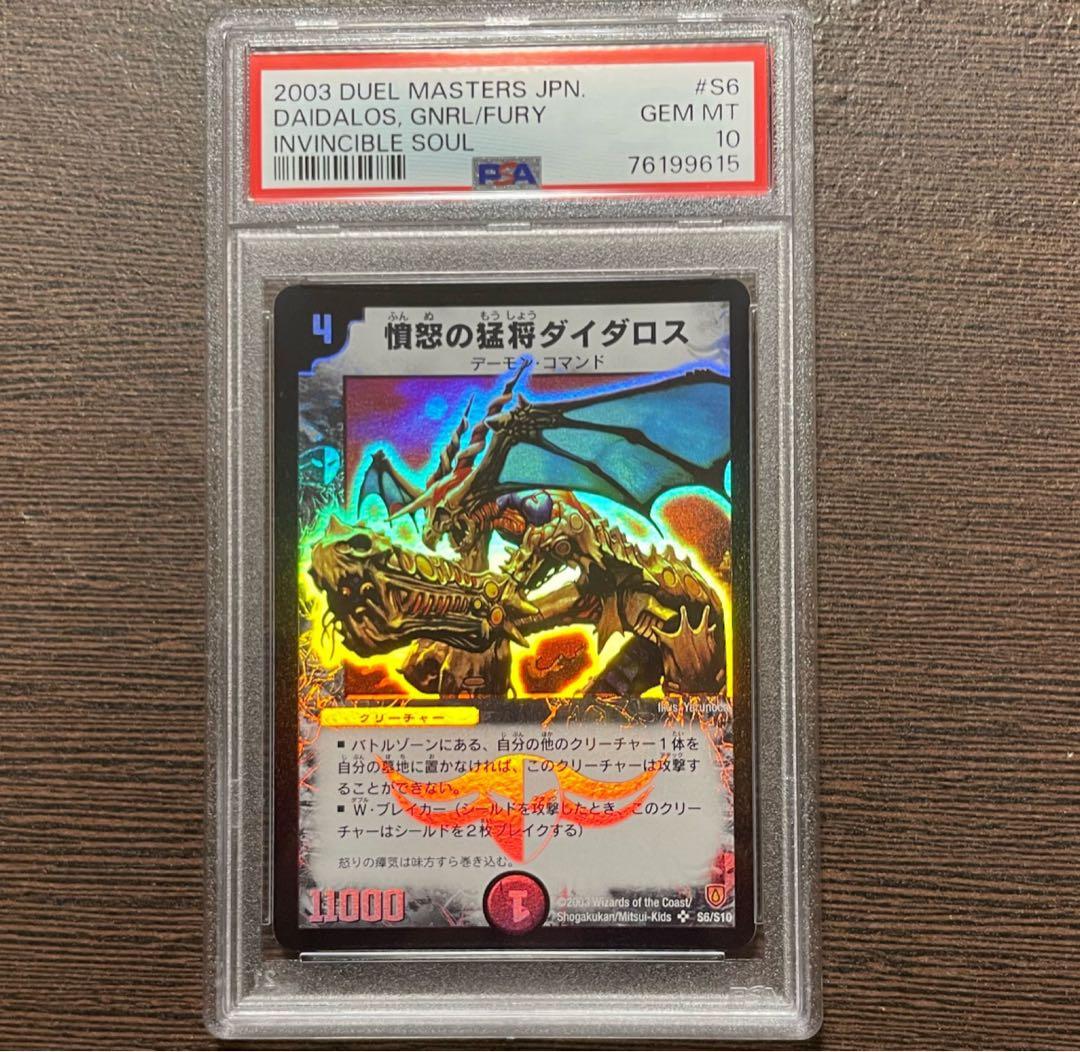 2003 DUEL MASTERS JPN. #S6
DAIDALOS, GNRL/FURY GEM MT
INVINCIBLE SOUL 10
PSA 76199615
4
ふん ぬ もう しょう
憤怒の猛将ダイダロス
デーモン・コマンド
Illus. Yarunoca
クリーチャー
■ バトルゾーンにある、自分の他のクリーチャー1体を
自分の墓地に置かなければ、このクリーチャーは攻撃す
ることができない。
■ W・ブレイカー(シールドを攻撃したとき、このクリー
チャーはシールドを2枚ブレイクする)
怒りの瘴気は味方すら巻き込む。
11000
1
©2003 Wizards of the Coast/
Shogakukan/Mitsui-Kids S6/S10